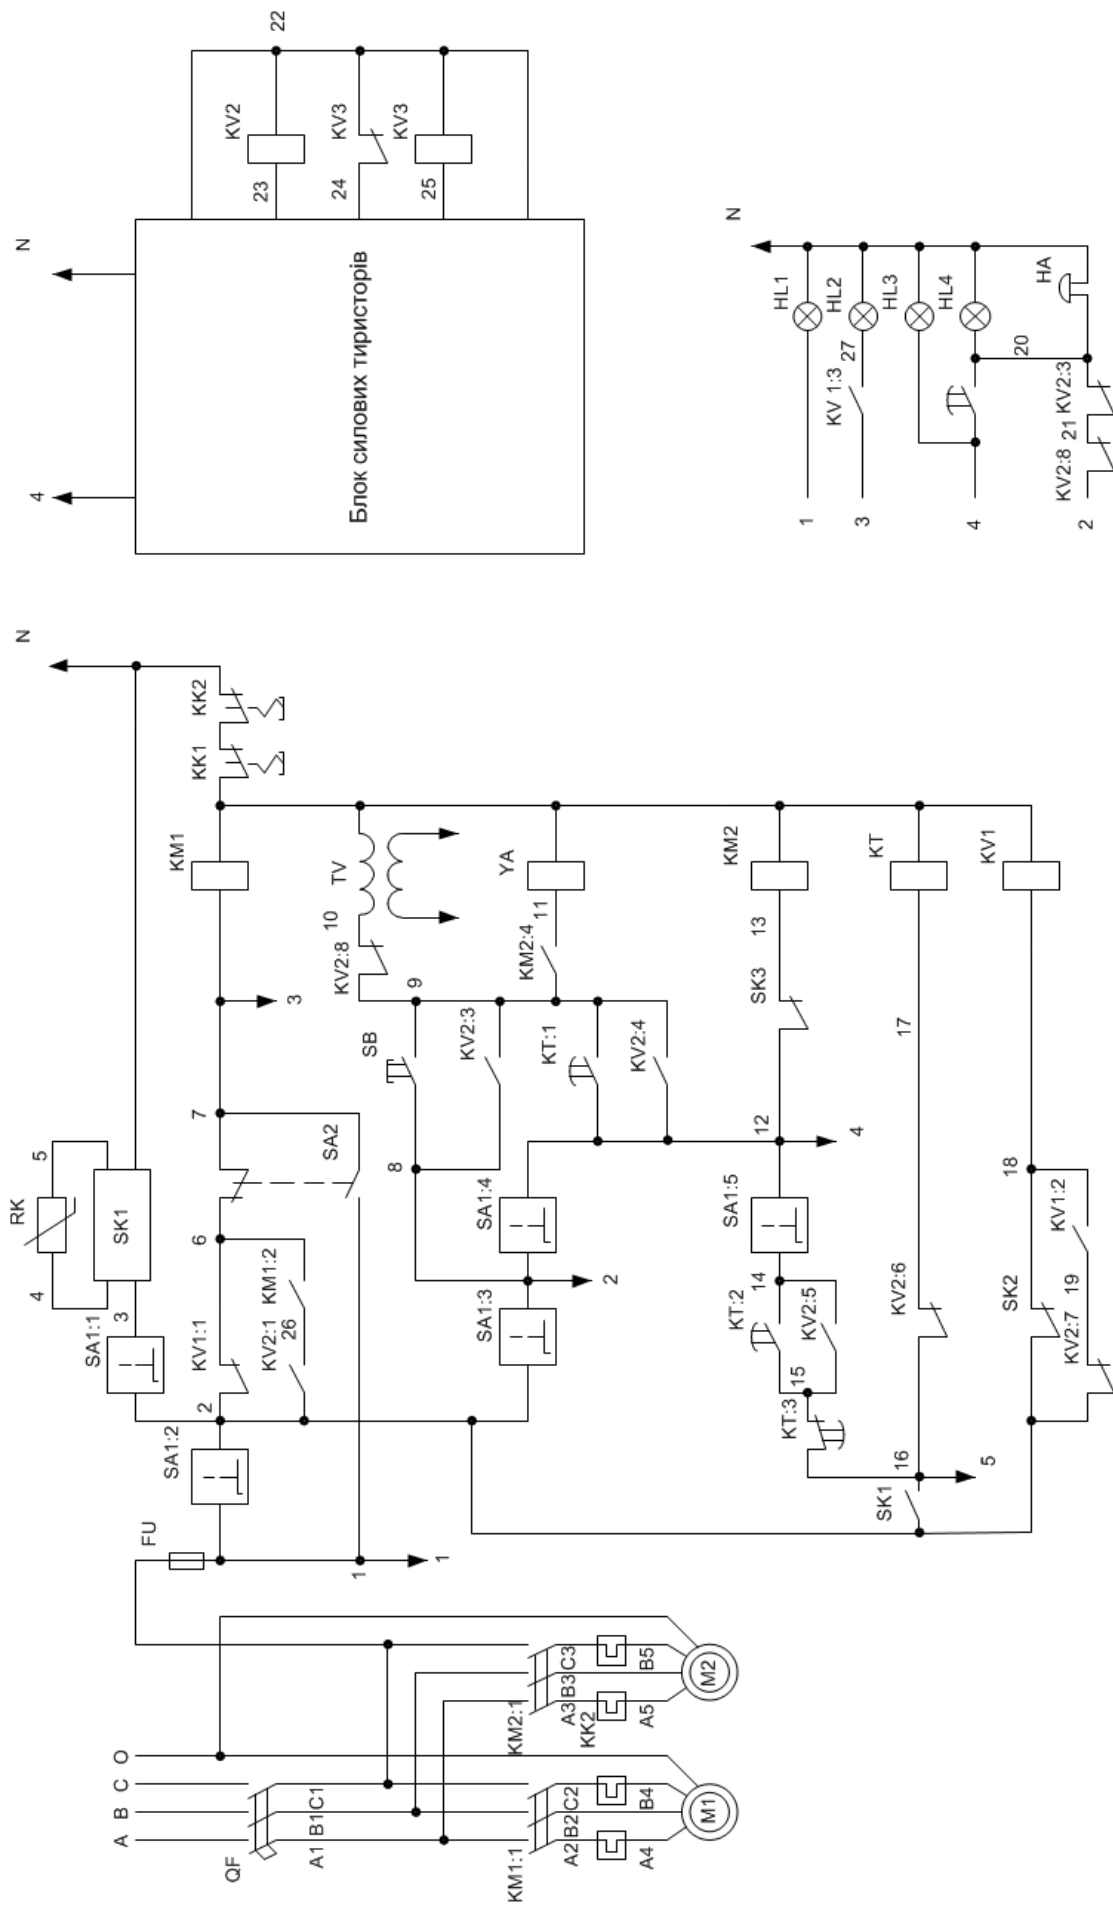 A
B
C
O
QF
A1
B1
C1
KM1:1
A2
B2
C2
A4
B4
M1
KM2:1
A3
B3
C3
KK2
A5
B5
M2
FU
1
1
SA1:2
2
SA1:1
3
4
RK
5
SK1
N
KV1:1
6
KV2:1
26
KM1:2
7
SA2
3
KM1
KK1
KK2
SA1:3
2
8
SA1:4
SB
9
KV2:3
KV2:8
10
TV
KM2:4
11
YA
KT:1
KV2:4
12
4
SA1:5
14
KT:2
KV2:5
15
KT:3
16
5
SK1
SK3
13
KM2
KV2:6
17
KT
SK2
18
KV1:2
19
KV2:7
KV1
4
N
Блок силових тиристорів
22
KV2
23
KV3
24
KV3
25
N
1
HL1
3
KV 1:3
27
HL2
HL3
4
HL4
20
HA
2
KV2:8
21
KV2:3